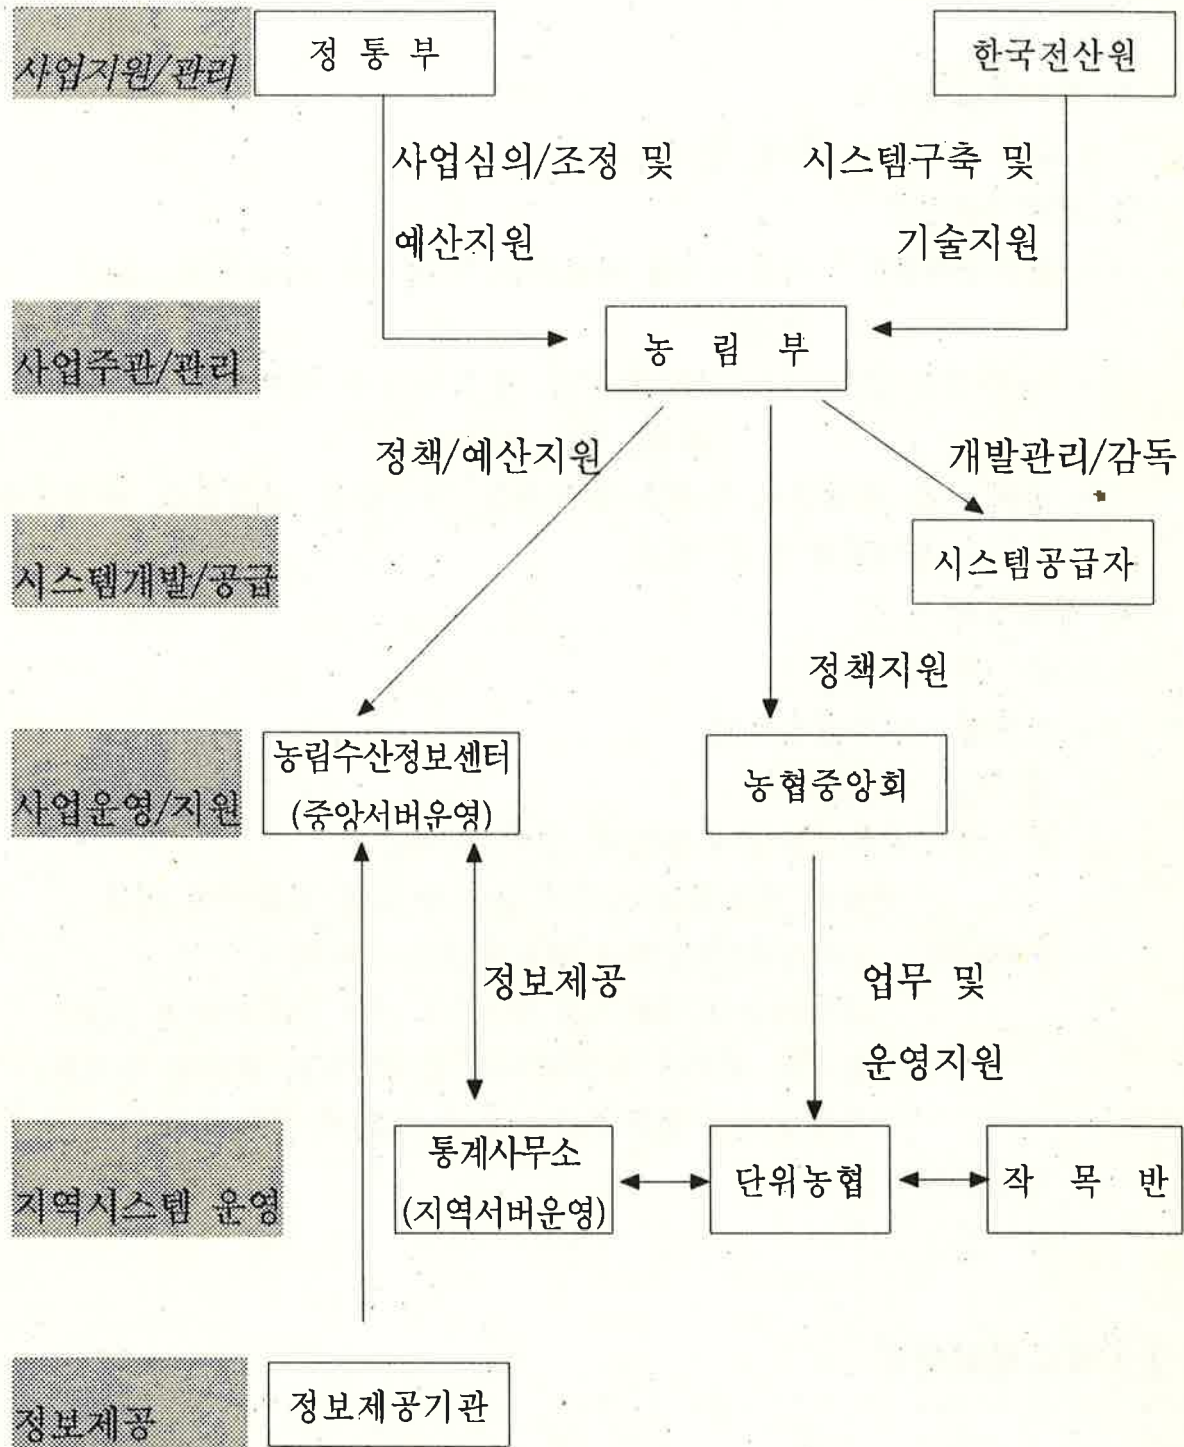 사업지원/관리
정 통 부
한국전산원
사업심의/조정 및
예산지원
시스템구축 및
기술지원
사업주관/관리
농 림 부
정책/예산지원
개발관리/감독
시스템개발/공급
시스템공급자
정책지원
사업운영/지원
농림수산정보센터
(중앙서버운영)
농협중앙회
정보제공
업무 및
운영지원
지역시스템 운영
통계사무소
(지역서버운영)
단위농협
작 목 반
정보제공
정보제공기관